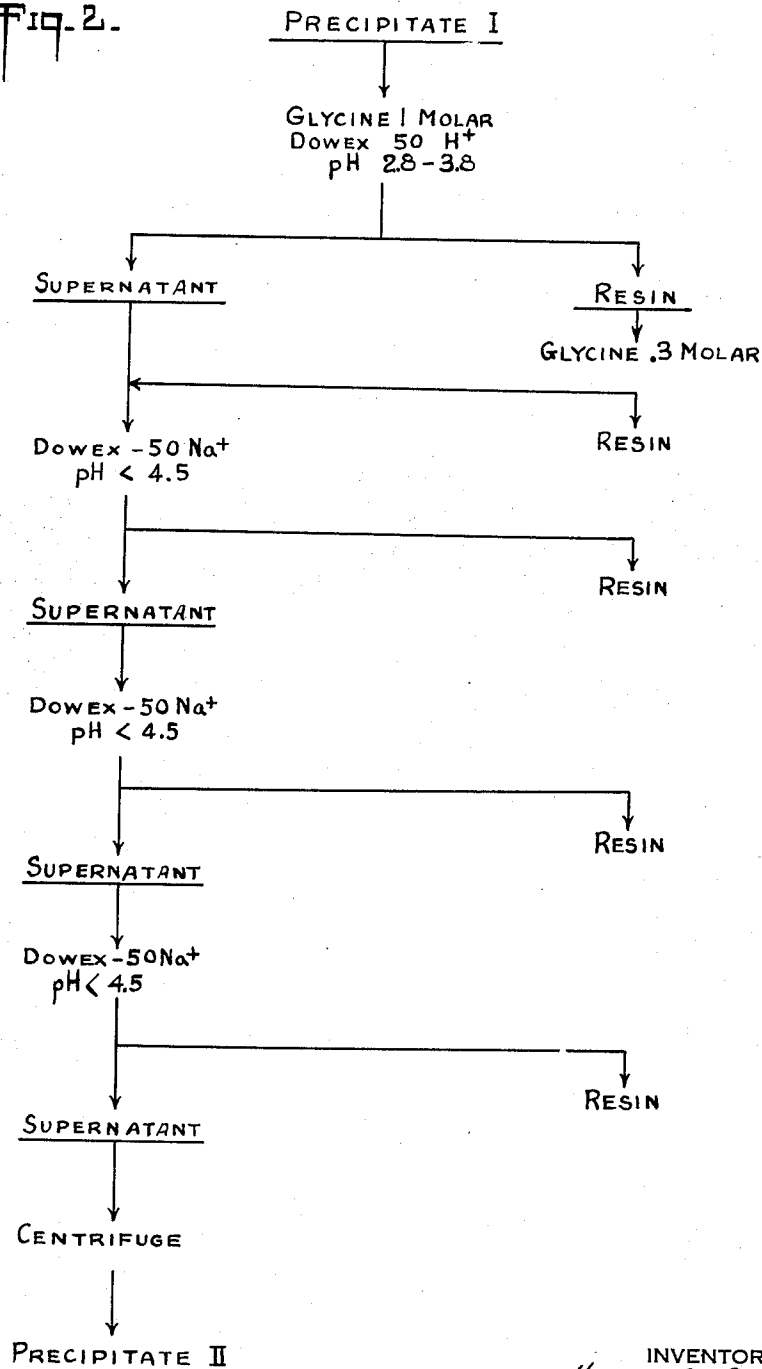 Fig. 2.
PRECIPITATE I
GLYCINE 1 MOLAR
DOWEX 50 H+
pH 2.8-3.8
SUPERNATANT
RESIN
GLYCINE .3 MOLAR
RESIN
DOWEX-50 Na+
pH < 4.5
RESIN
SUPERNATANT
DOWEX-50 Na+
pH < 4.5
RESIN
SUPERNATANT
DOWEX-50 Na+
pH < 4.5
RESIN
SUPERNATANT
CENTRIFUGE
PRECIPITATE II
INVENTOR